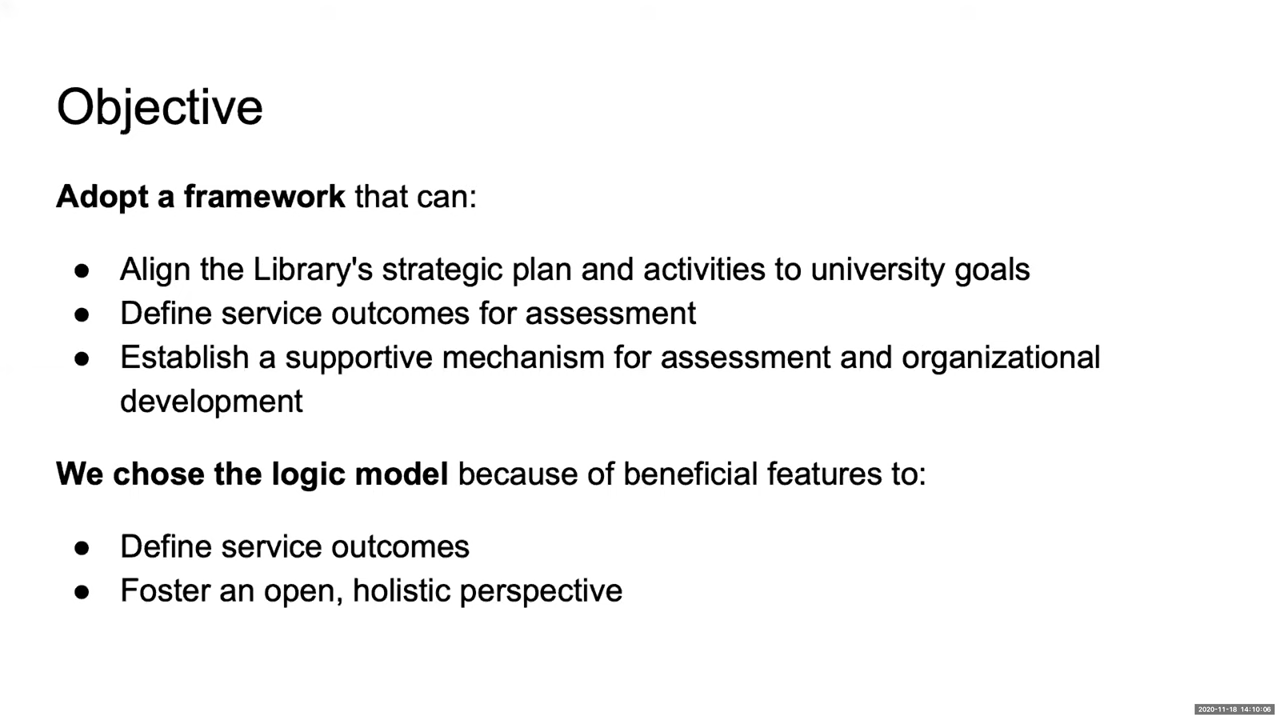 Objective
Adopt a framework that can:
● Align the Library's strategic plan and activities to university goals
● Define service outcomes for assessment
● Establish a supportive mechanism for assessment and organizational
development
We chose the logic model because of beneficial features to:
● Define service outcomes
● Foster an open, holistic perspective
2020-11-18 14:10:06